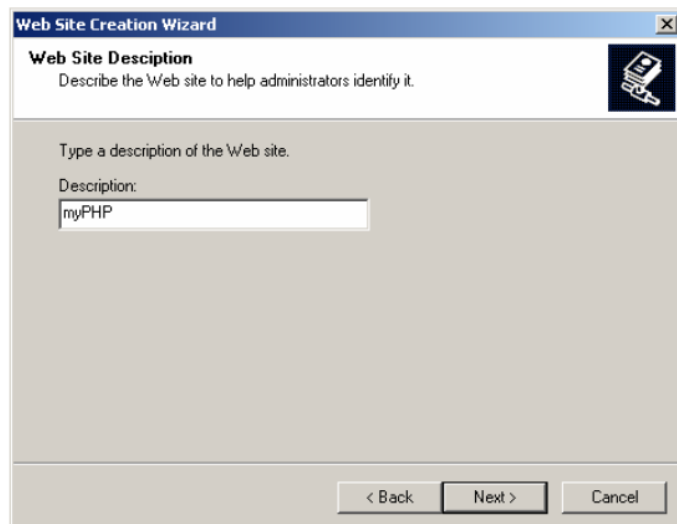 Web Site Creation Wizard
Web Site Desciption
Describe the Web site to help administrators identify it.
Type a description of the Web site.
Description:
myPHP
< Back Next > Cancel